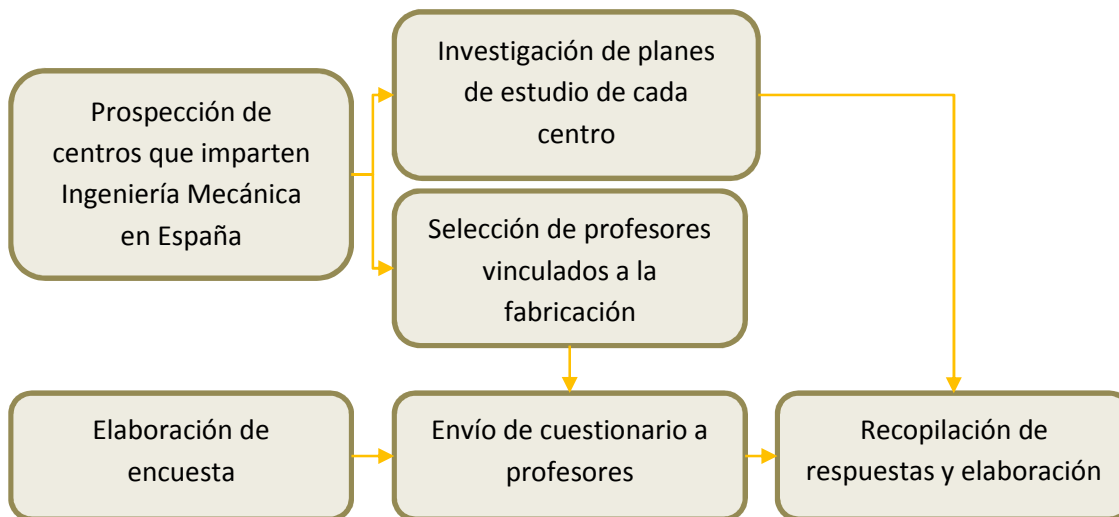 Prospección de
centros que imparten
Ingeniería Mecánica
en España
Investigación de planes
de estudio de cada
centro
Selección de profesores
vinculados a la
fabricación
Elaboración de
encuesta
Envío de cuestionario a
profesores
Recopilación de
respuestas y elaboración